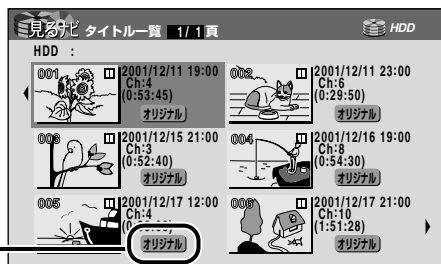 見るナビ タイトル一覧 1/1頁 HDD
HDD :
001 2001/12/11 19:00
Ch:4
(0:53:45)
オリジナル
002 2001/12/11 23:00
Ch:6
(0:29:50)
オリジナル
003 2001/12/15 21:00
Ch:3
(0:52:40)
オリジナル
004 2001/12/16 19:00
Ch:8
(0:54:30)
オリジナル
005 2001/12/17 12:00
Ch:4
オリジナル
006 2001/12/17 21:00
Ch:10
(1:51:28)
オリジナル